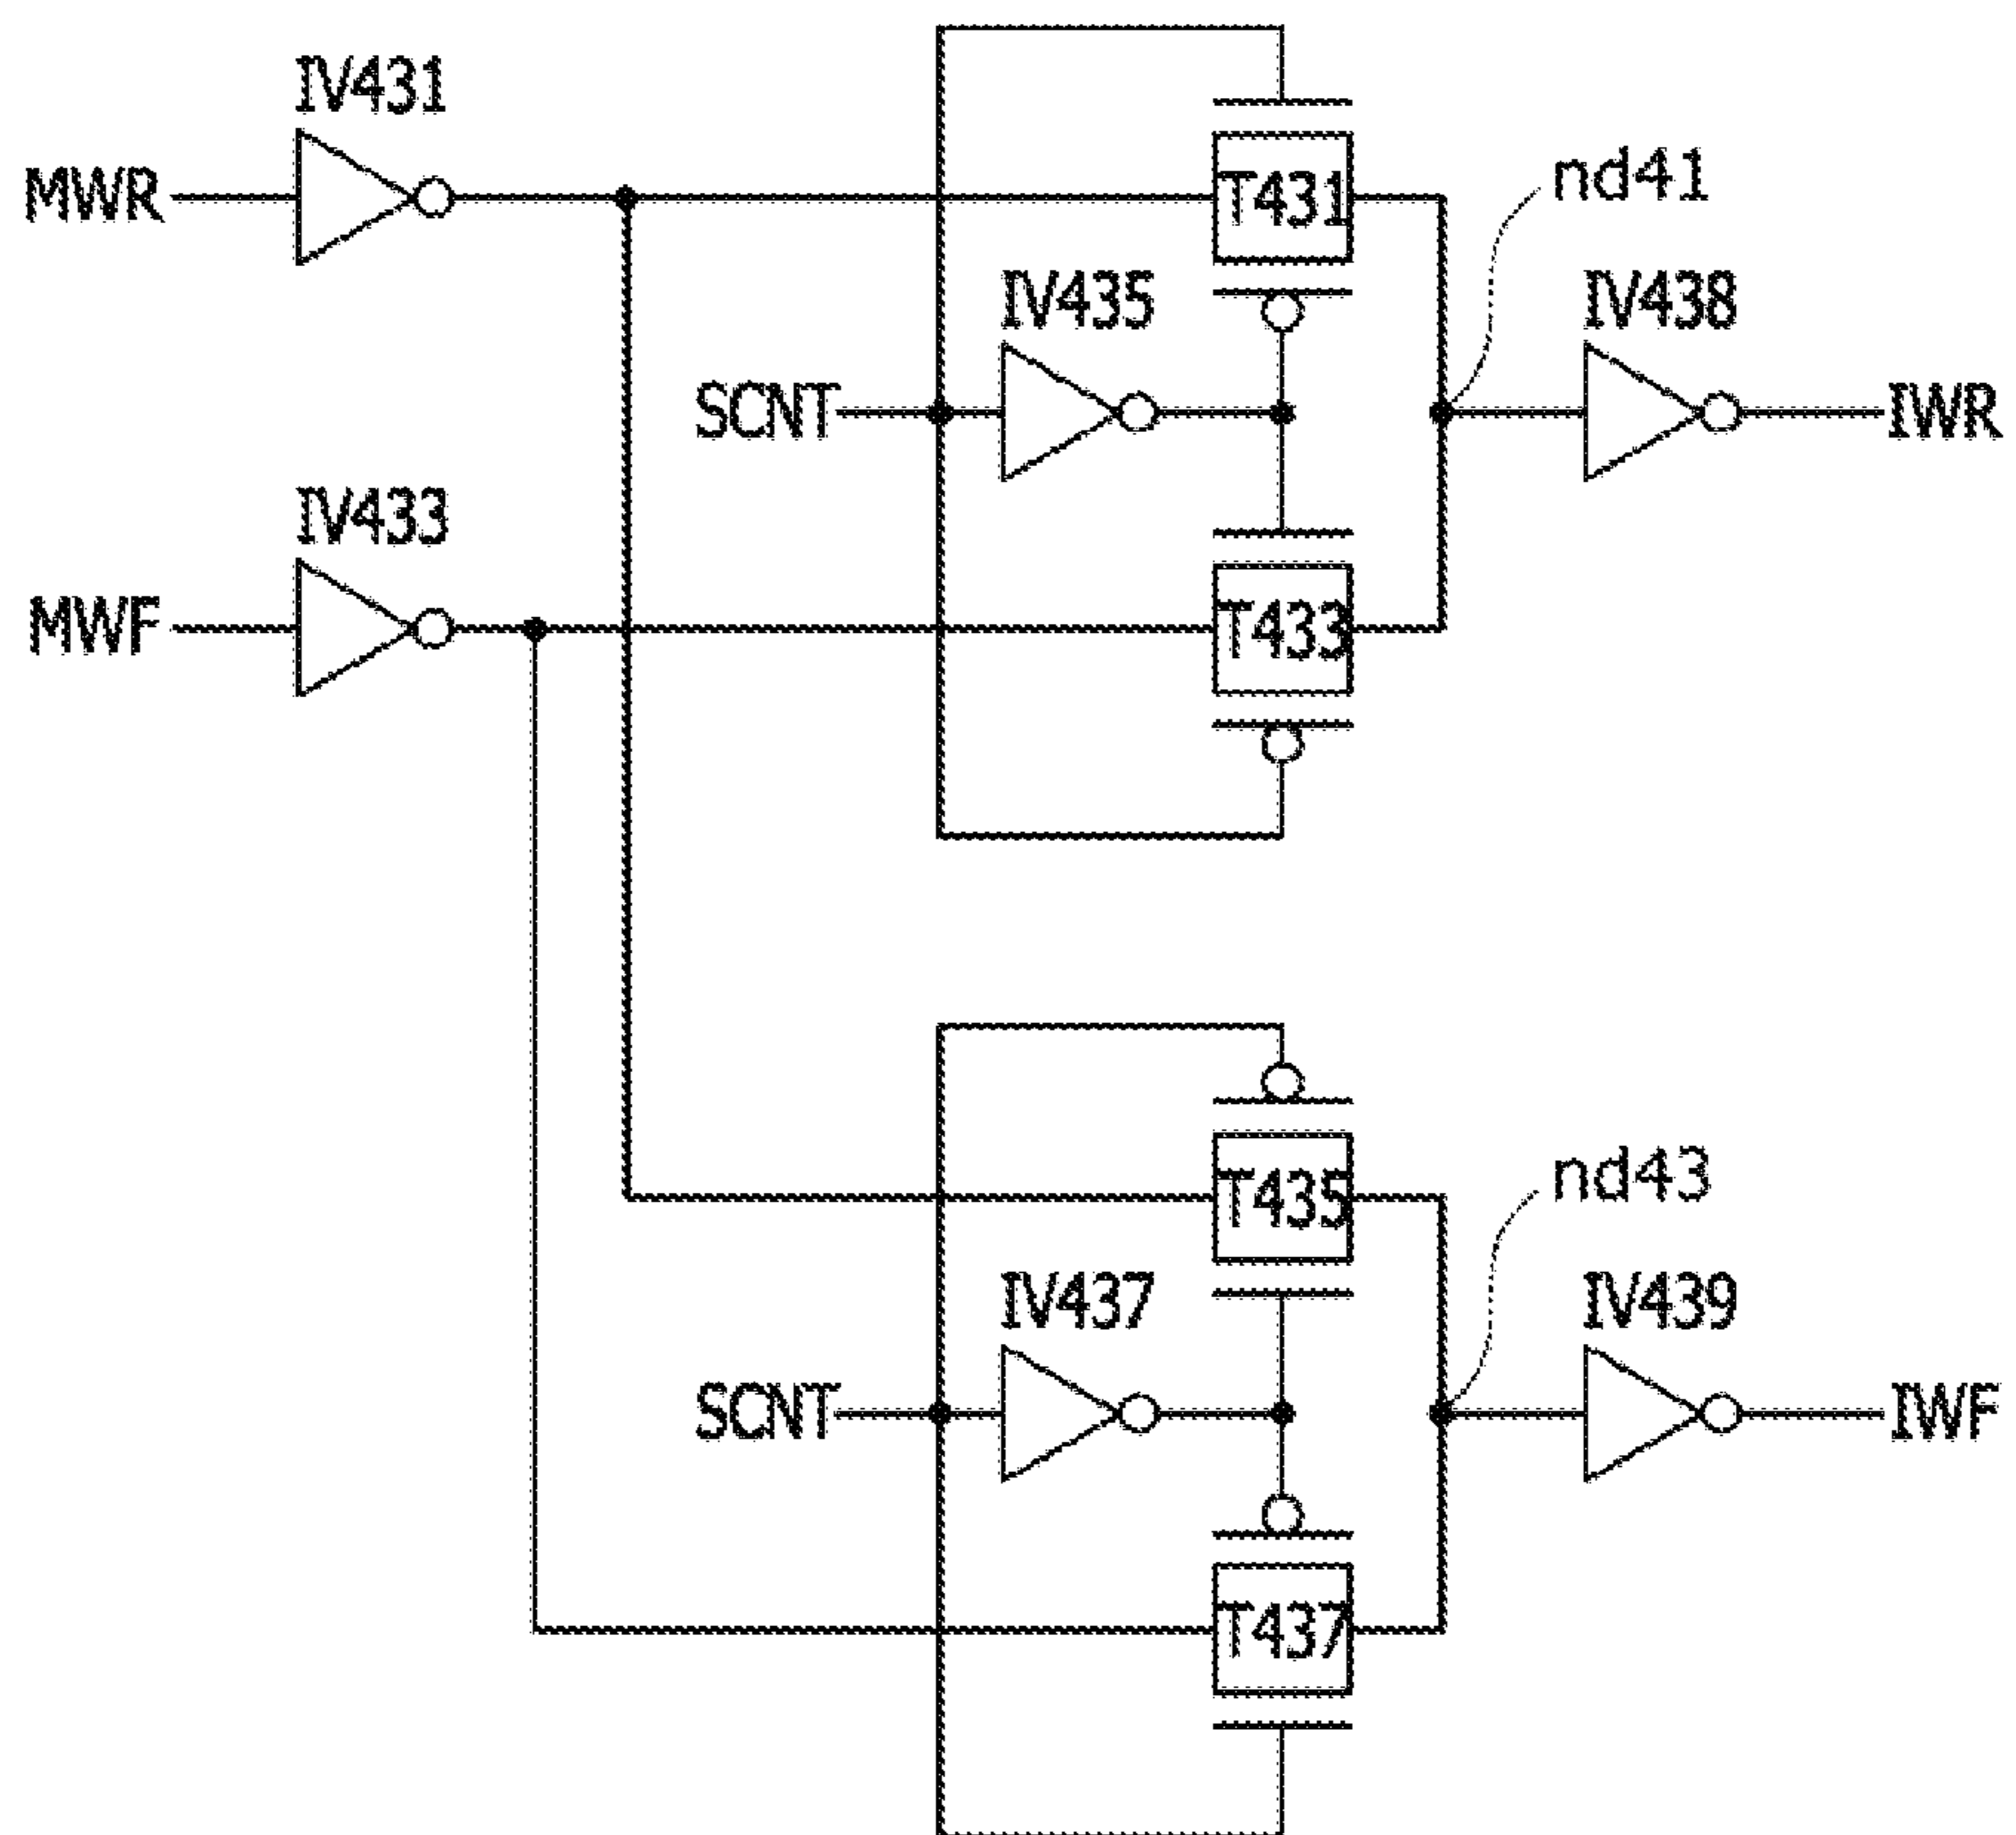 IV431
MWR
T431
nd41
IV435
IV438
SCNT
IWR
IV433
MWF
T433
T435
nd43
IV437
IV439
SCNT
IWF
T437